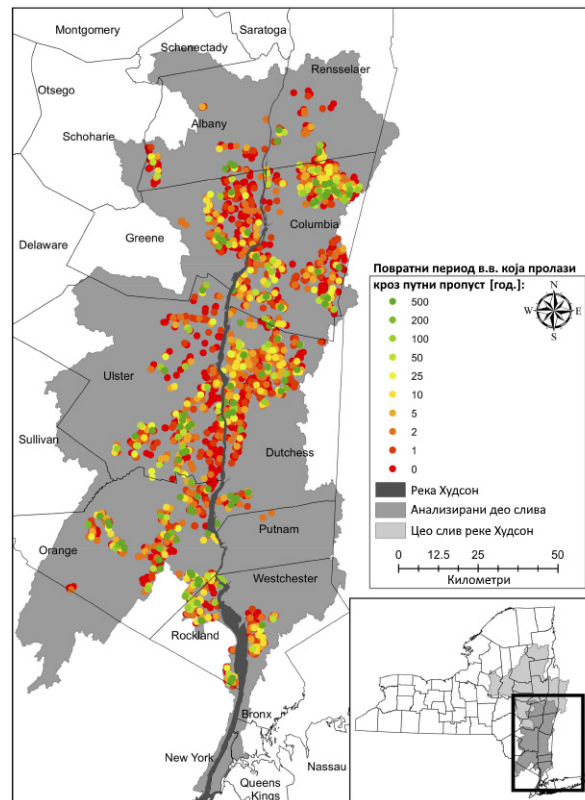 Montgomery
Saratoga
Schenectady
Rensselaer
Otsego
Albany
Schoharie
Columbia
Delaware
Greene
Повратни период в.в. која пролази
кроз путни пропуст [год.]:
N
W E
S
500
200
100
50
25
10
5
2
1
0
Ulster
Sullivan
Dutchess
Река Худсон
Анализирани део слива
Цео слив реке Худсон
0 12.5 25 50
Километри
Orange
Putnam
Westchester
Rockland
Bronx
New York
Nassau
Queens
Kings